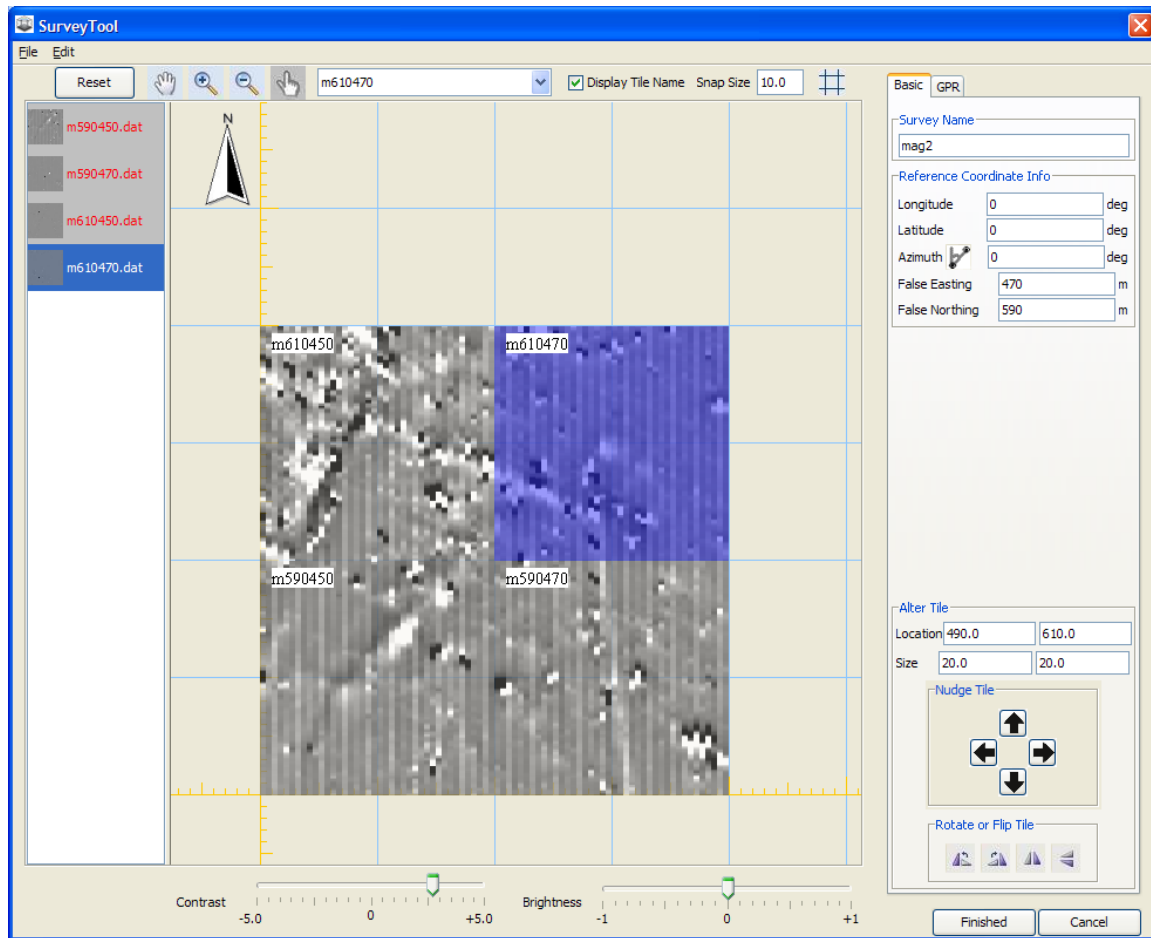 SurveyTool
File Edit
Reset m610470 Display Tile Name Snap Size 10.0
m590450.dat
m590470.dat
m610450.dat
m610470.dat
N
m610450 m610470
m590450 m590470
Contrast -5.0 0 +5.0
Brightness -1 0 +1
Basic GPR
Survey Name
mag2
Reference Coordinate Info
Longitude 0 deg
Latitude 0 deg
Azimuth 0 deg
False Easting 470 m
False Northing 590 m
Alter Tile
Location 490.0 610.0
Size 20.0 20.0
Nudge Tile
Rotate or Flip Tile
Finished Cancel